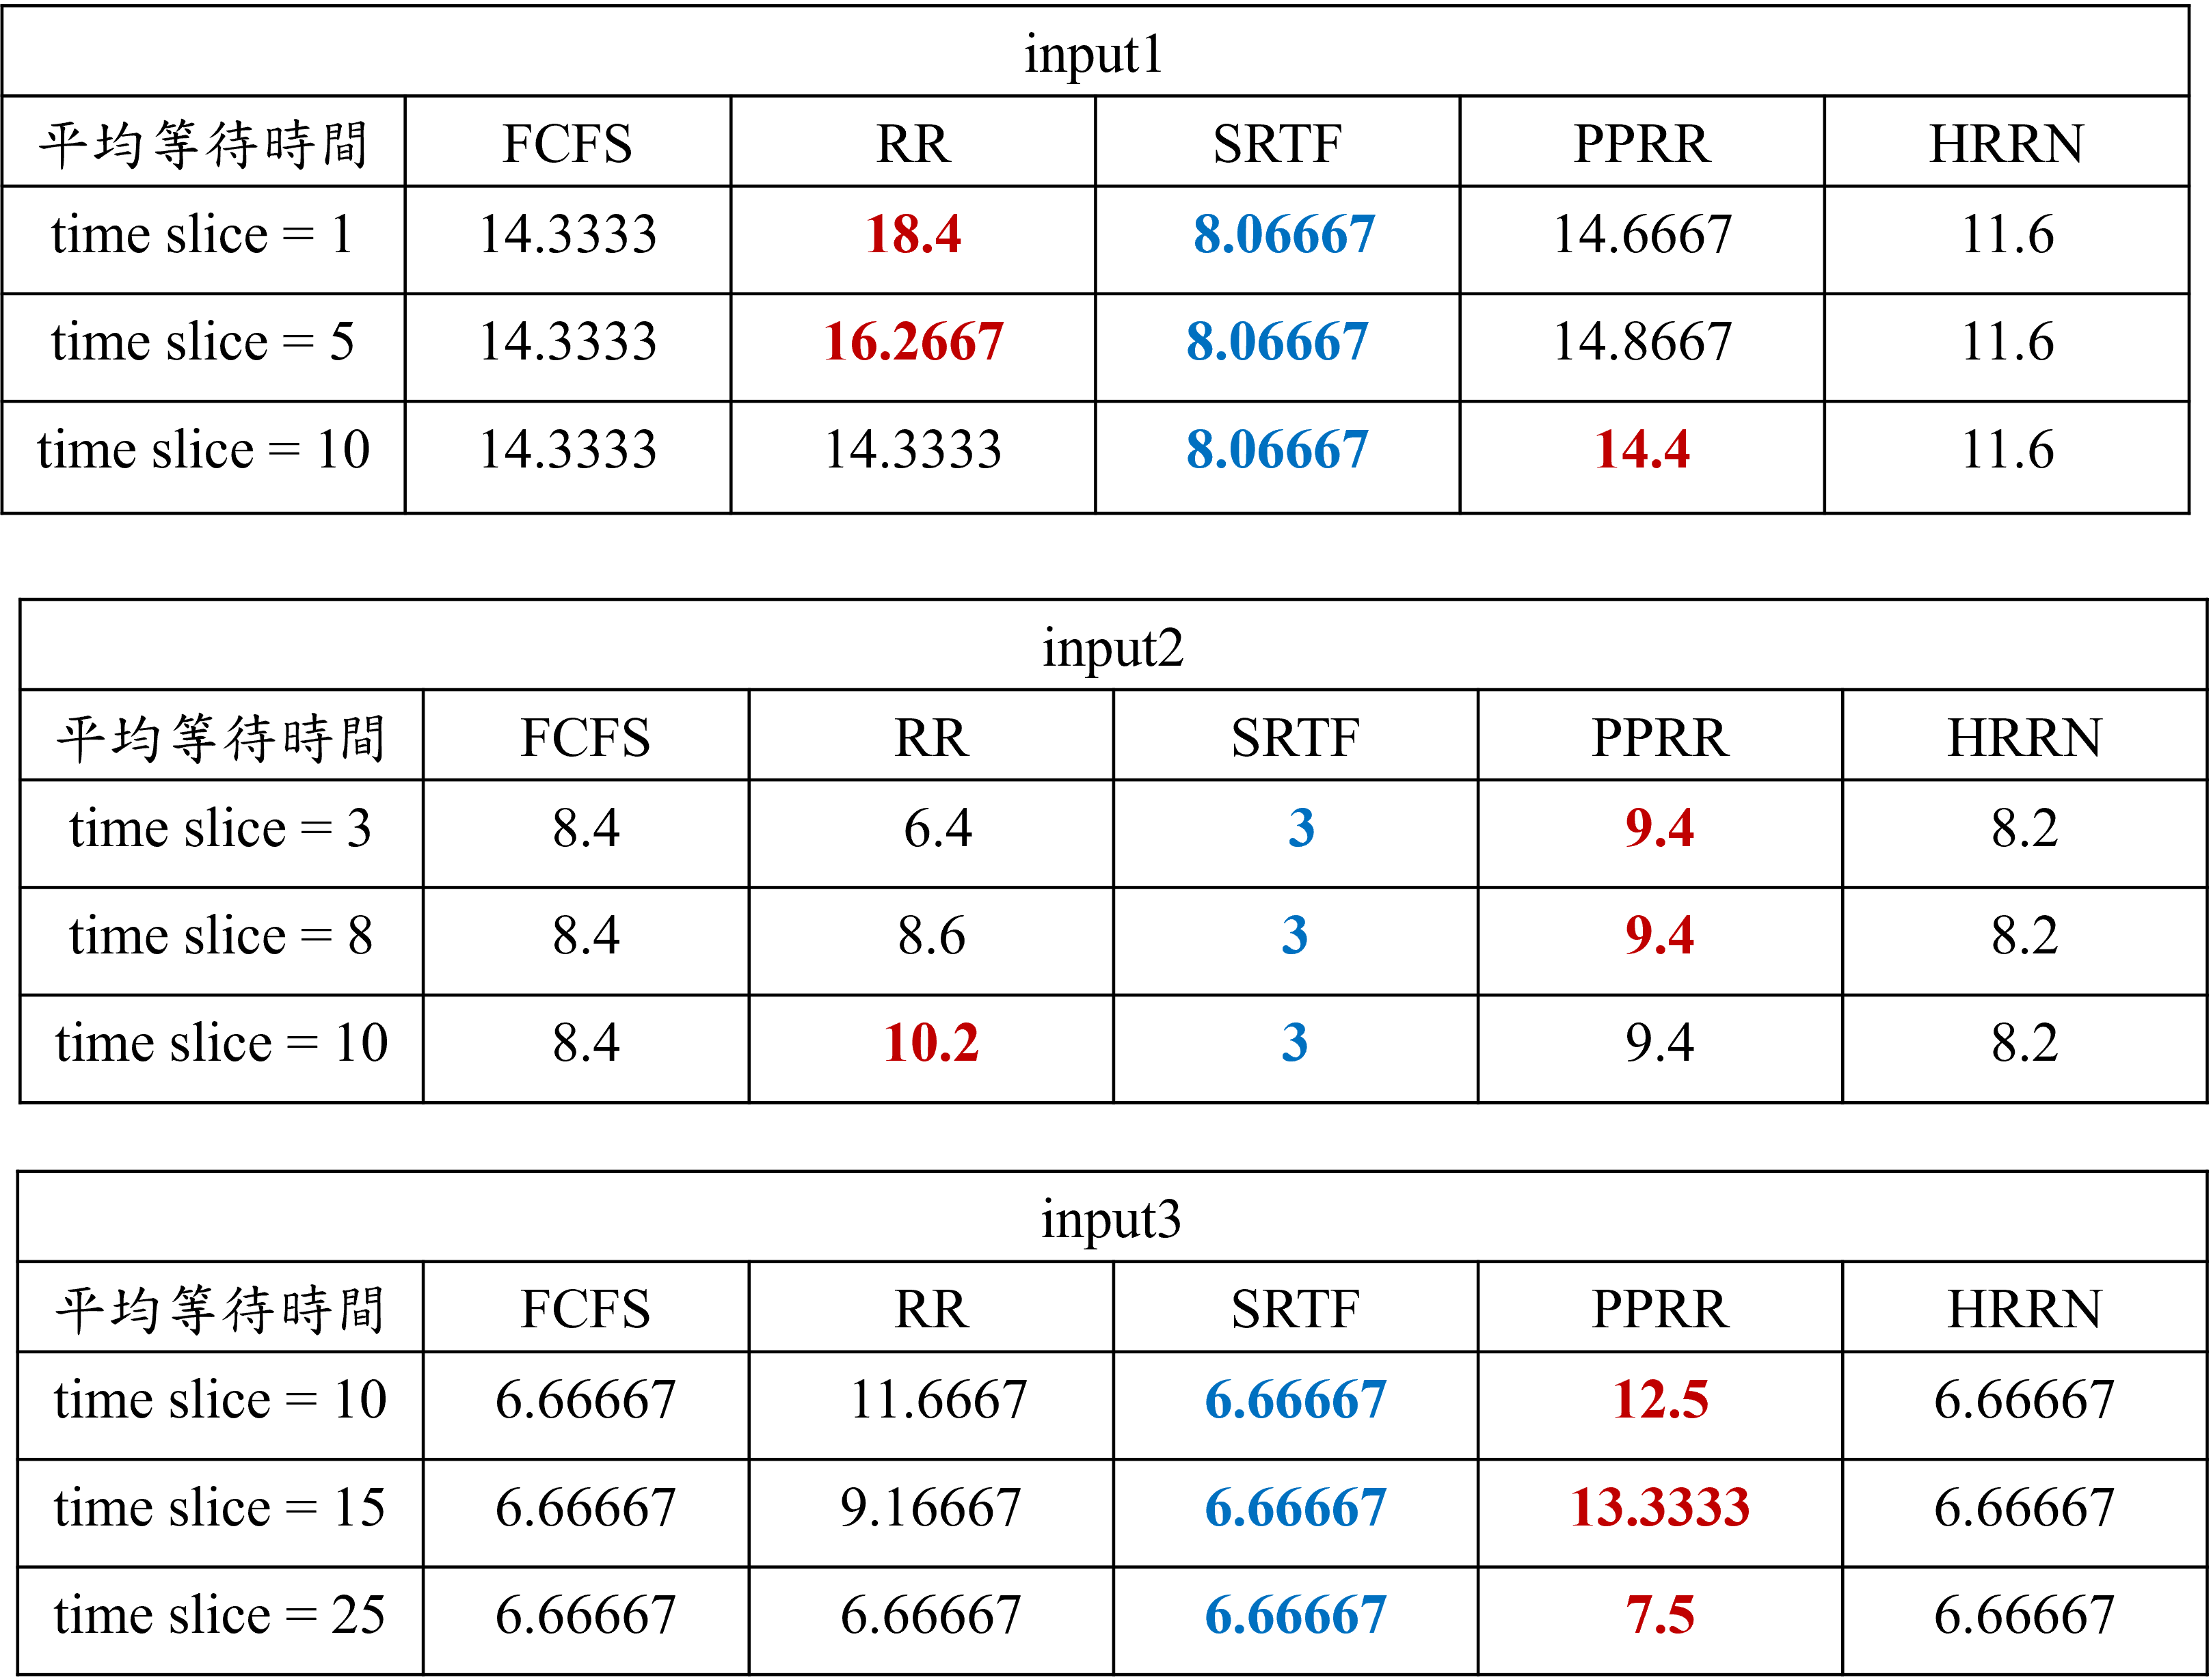 input1
平均等待時間 FCFS RR SRTF PPRR HRRN
time slice = 1 14.3333 18.4 8.06667 14.6667 11.6
time slice = 5 14.3333 16.2667 8.06667 14.8667 11.6
time slice = 10 14.3333 14.3333 8.06667 14.4 11.6
input2
平均等待時間 FCFS RR SRTF PPRR HRRN
time slice = 3 8.4 6.4 3 9.4 8.2
time slice = 8 8.4 8.6 3 9.4 8.2
time slice = 10 8.4 10.2 3 9.4 8.2
input3
平均等待時間 FCFS RR SRTF PPRR HRRN
time slice = 10 6.66667 11.6667 6.66667 12.5 6.66667
time slice = 15 6.66667 9.16667 6.66667 13.3333 6.66667
time slice = 25 6.66667 6.66667 6.66667 7.5 6.66667